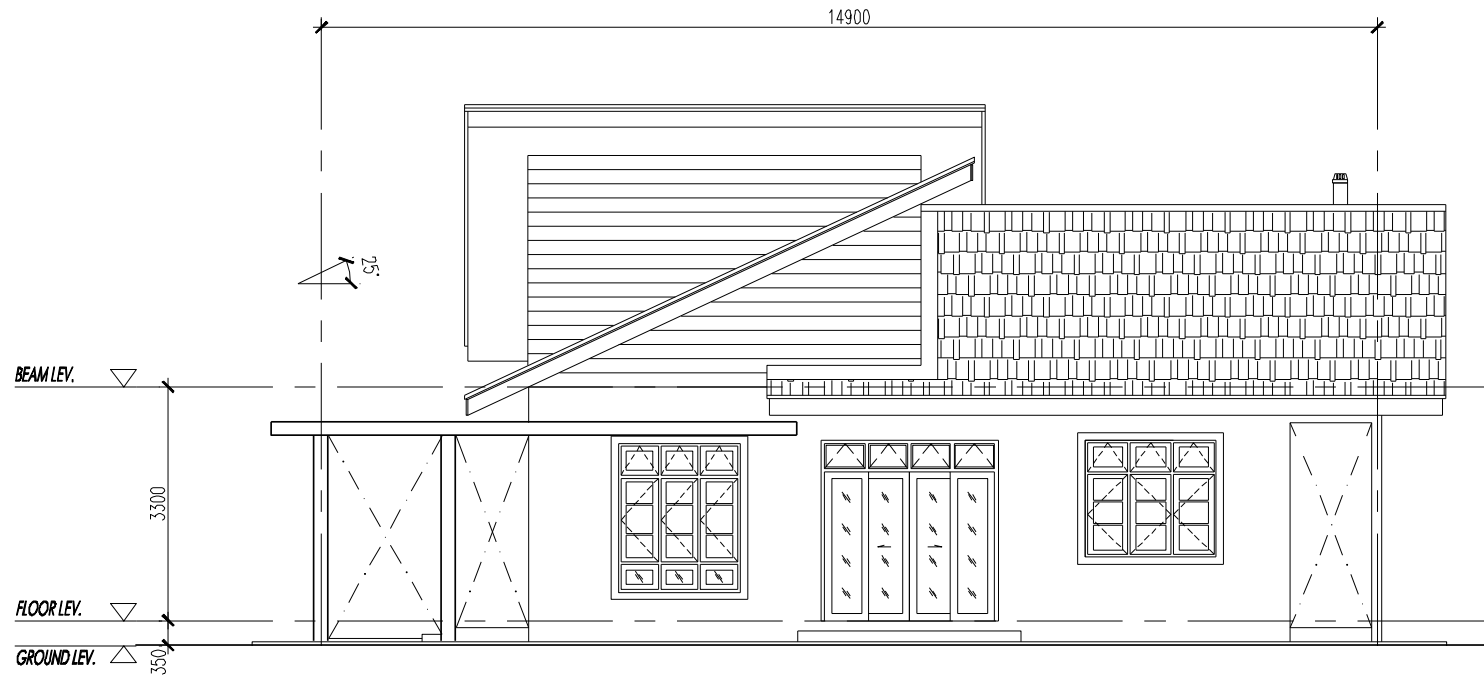 14900
25°
BEAM LEV.
3300
FLOOR LEV.
GROUND LEV.
350